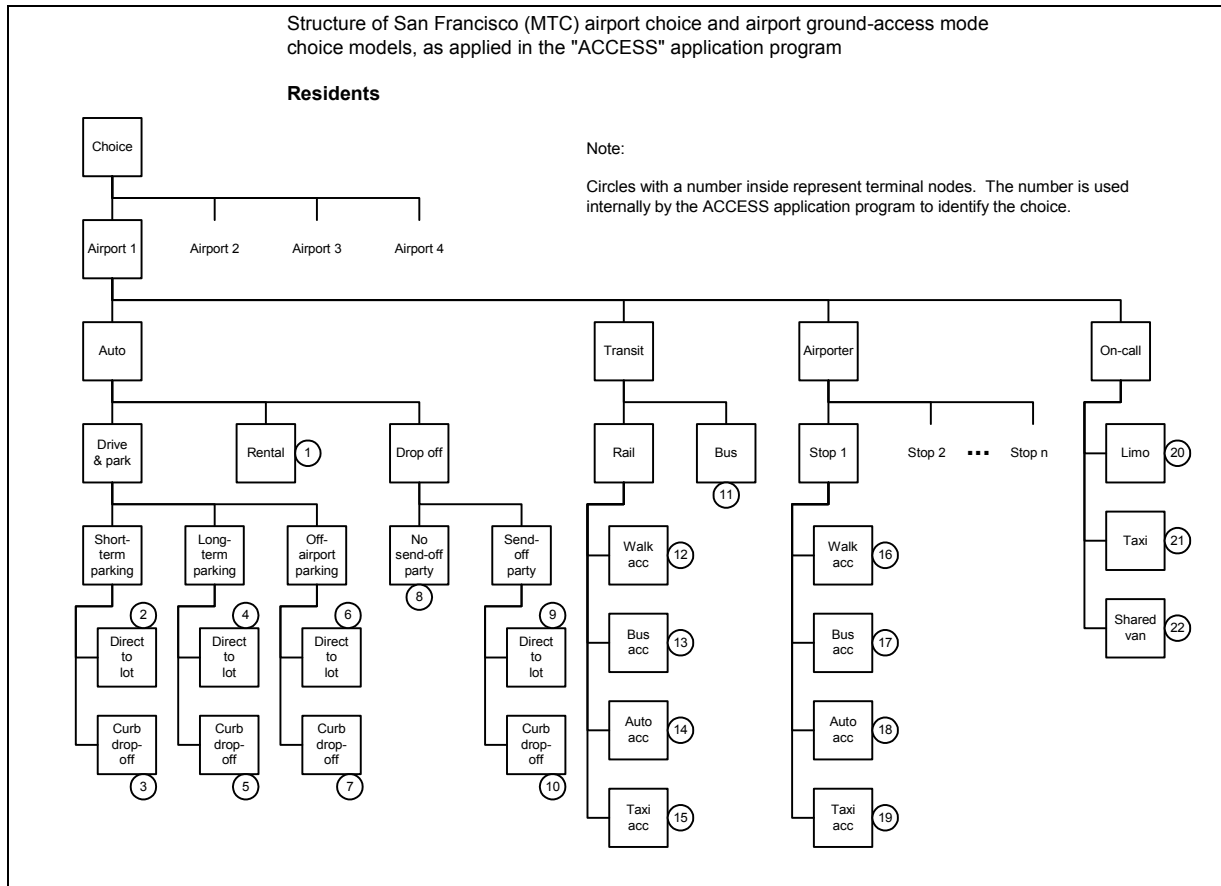 Structure of San Francisco (MTC) airport choice and airport ground-access mode
choice models, as applied in the "ACCESS" application program
Residents
Choice
Note:
Circles with a number inside represent terminal nodes. The number is used
internally by the ACCESS application program to identify the choice.
Airport 1
Airport 2
Airport 3
Airport 4
Auto
Transit
Airporter
On-call
Drive
& park
Rental
1
Drop off
Rail
Bus
11
Stop 1
Stop 2
•••
Stop n
Limo
20
Short-
term
parking
Long-
term
parking
Off-
airport
parking
No
send-off
party
8
Send-
off
party
Walk
acc
12
Walk
acc
16
Taxi
21
2
Direct
to
lot
4
Direct
to
lot
6
Direct
to
lot
9
Direct
to
lot
Bus
acc
13
Bus
acc
17
Shared
van
22
Curb
drop-
off
3
Curb
drop-
off
5
Curb
drop-
off
7
Curb
drop-
off
10
Auto
acc
14
Auto
acc
18
Taxi
acc
15
Taxi
acc
19